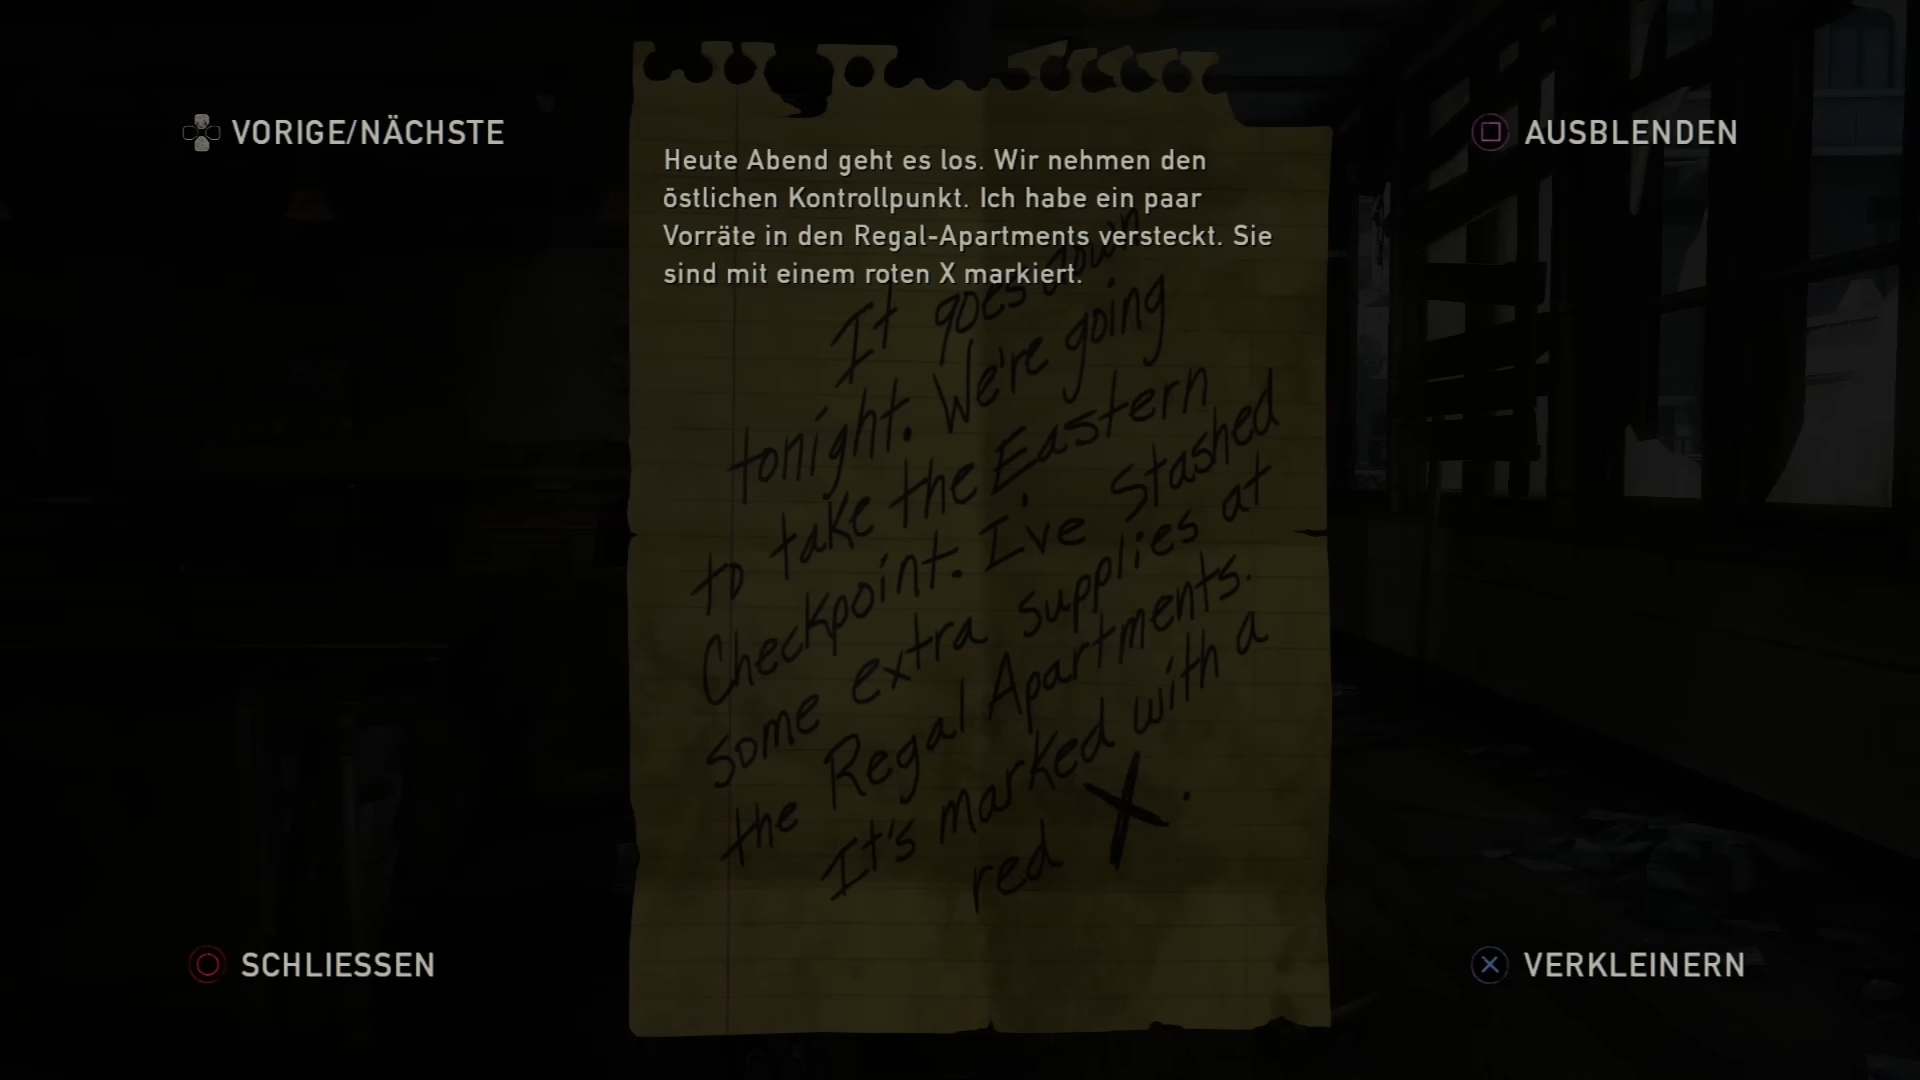 VORIGE/NÄCHSTE
AUSBLENDEN
Heute Abend geht es los. Wir nehmen den
östlichen Kontrollpunkt. Ich habe ein paar
Vorräte in den Regal-Apartments versteckt. Sie
sind mit einem roten X markiert.
It goes down
tonight. We're going
to take the Eastern
Checkpoint. I've Stashed
some extra supplies at
the Regal Apartments.
It's marked with a
red X.
SCHLIESSEN
VERKLEINERN